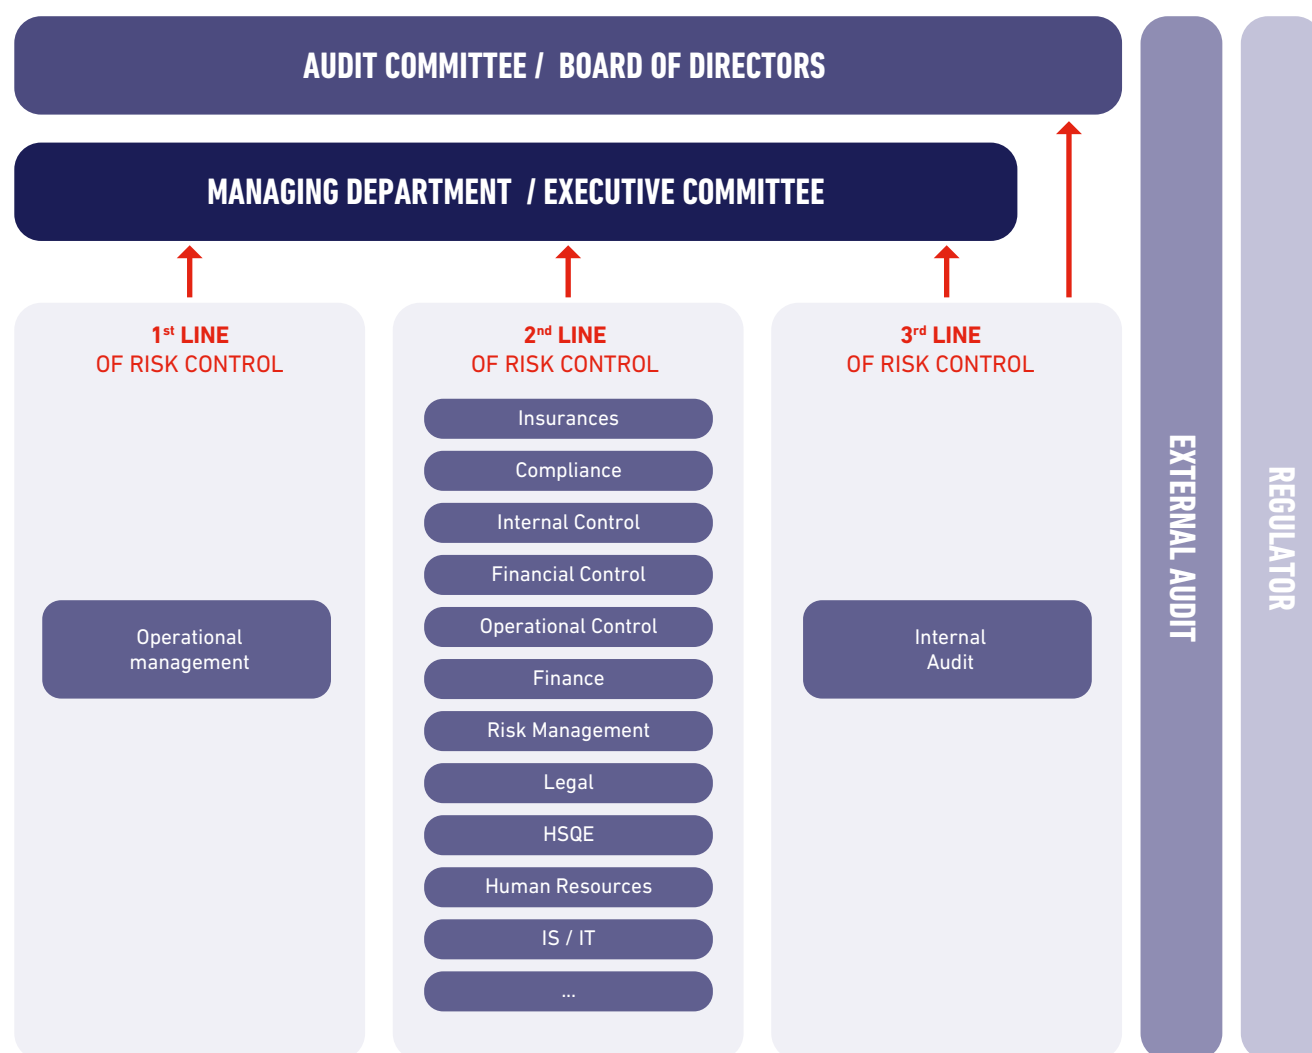 AUDIT COMMITTEE / BOARD OF DIRECTORS
MANAGING DEPARTMENT / EXECUTIVE COMMITTEE
1st LINE
OF RISK CONTROL
Operational
management
2nd LINE
OF RISK CONTROL
Insurances
Compliance
Internal Control
Financial Control
Operational Control
Finance
Risk Management
Legal
HSQE
Human Resources
IS / IT
...
3rd LINE
OF RISK CONTROL
Internal
Audit
EXTERNAL AUDIT
REGULATOR